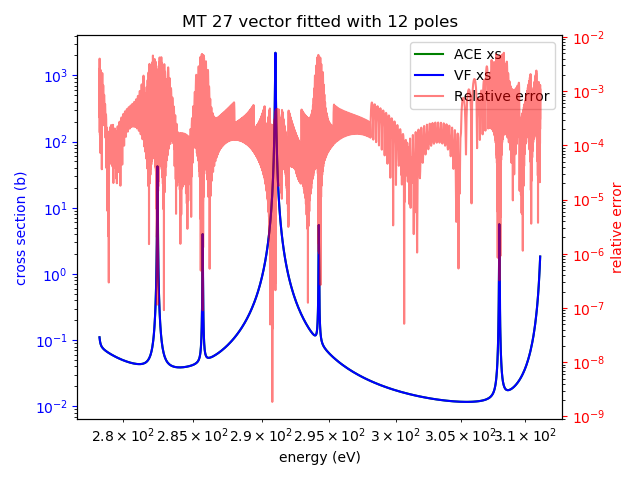 MT 27 vector fitted with 12 poles
ACE xs
VF xs
Relative error
cross section (b)
10³
10²
10¹
10⁰
10⁻¹
10⁻²
relative error
10⁻²
10⁻³
10⁻⁴
10⁻⁵
10⁻⁶
10⁻⁷
10⁻⁸
10⁻⁹
2.8 × 10² 2.85 × 10² 2.9 × 10² 2.95 × 10² 3 × 10² 3.05 × 10² 3.1 × 10²
energy (eV)